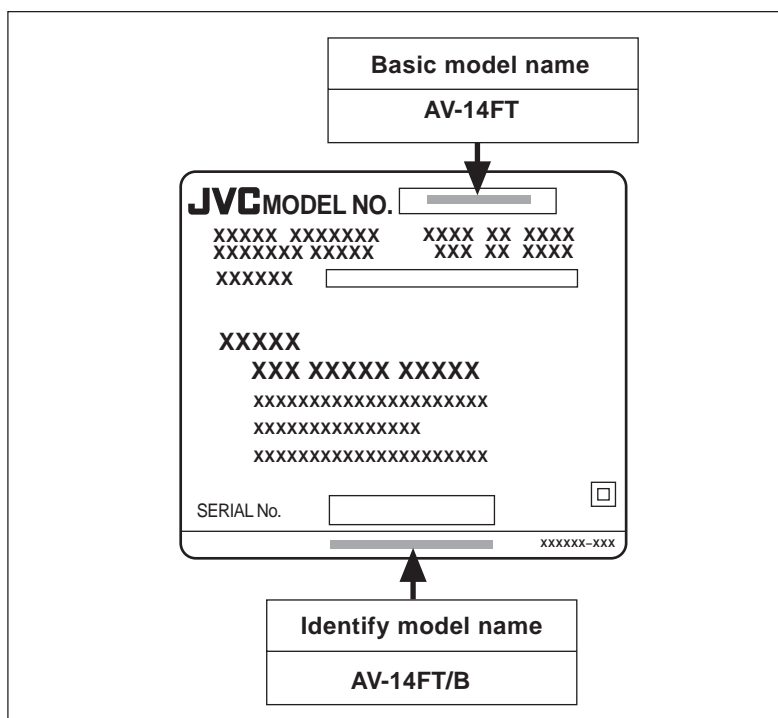 Basic model name
AV-14FT
JVC MODEL NO.
XXXXX XXXXXXX XXXX XX XXXX
XXXXXXX XXXXX XXX XX XXXX
XXXXXX
XXXXX
XXX XXXXX XXXXX
XXXXXXXXXXXXXXXXXXXXX
XXXXXXXXXXXXXXX
XXXXXXXXXXXXXXXXXXXXX
SERIAL No.
XXXXXX–XXX
Identify model name
AV-14FT/B